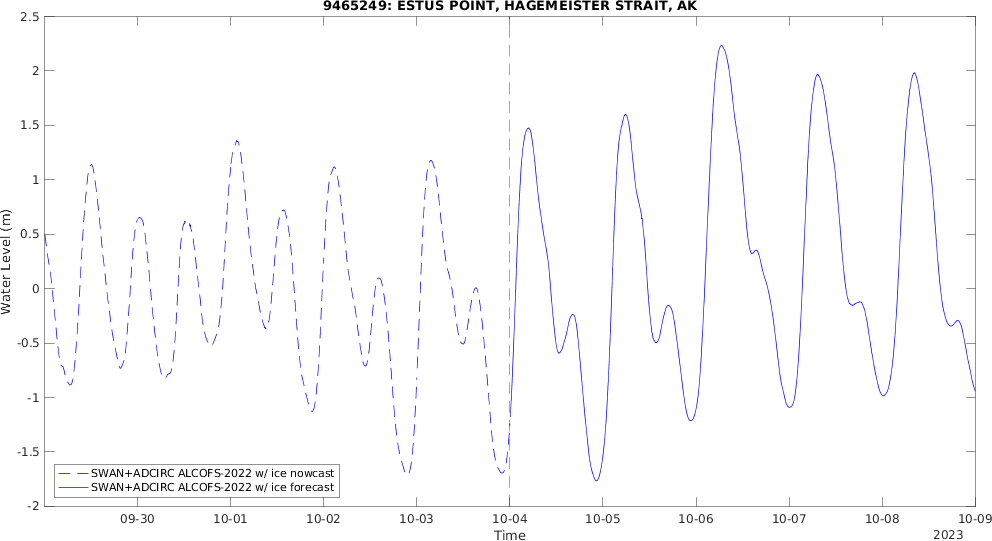 9465249: ESTUS POINT, HAGEMEISTER STRAIT, AK
2.5
2
1.5
1
0.5
0
-0.5
-1
-1.5
-2
Water Level (m)
SWAN+ADCIRC ALCOFS-2022 w/ ice nowcast
SWAN+ADCIRC ALCOFS-2022 w/ ice forecast
09-30 10-01 10-02 10-03 10-04 10-05 10-06 10-07 10-08 10-09
Time
2023